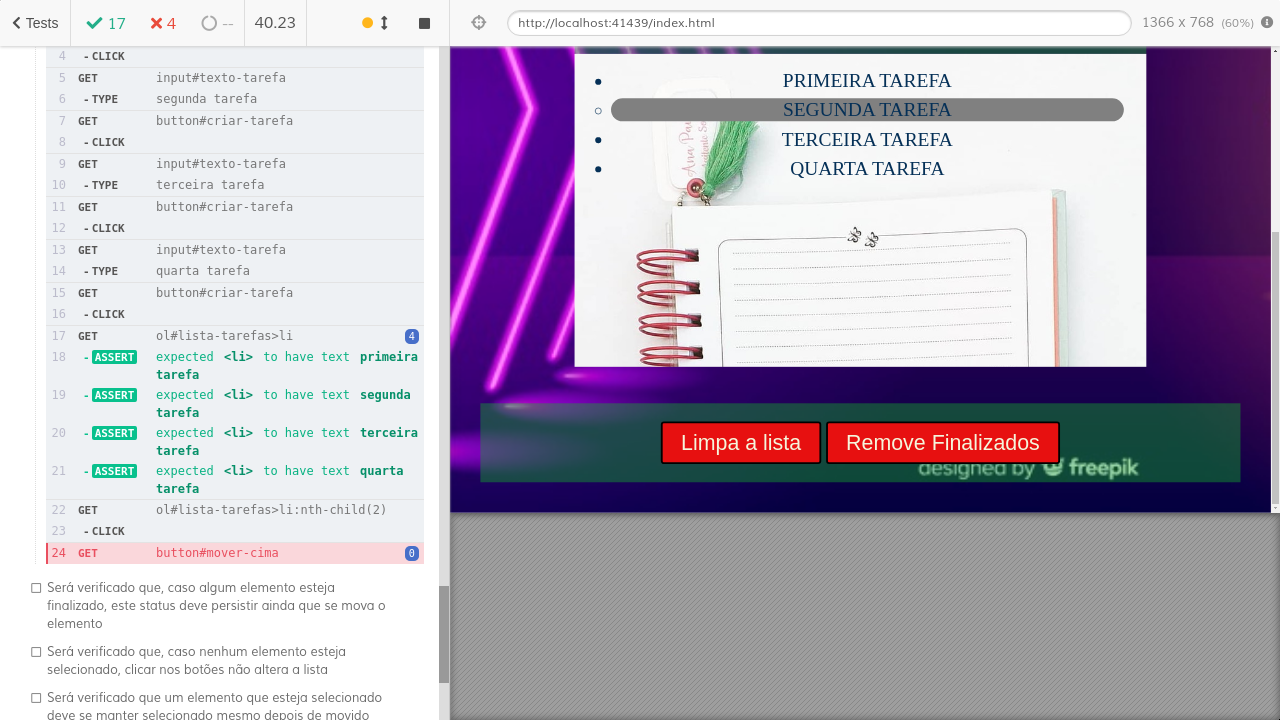 Tests
17
4
--
40.23
http://localhost:41439/index.html
1366 x 768 (60%)
4 -CLICK
5 GET input#texto-tarefa
6 -TYPE segunda tarefa
7 GET button#criar-tarefa
8 -CLICK
9 GET input#texto-tarefa
10 -TYPE terceira tarefa
11 GET button#criar-tarefa
12 -CLICK
13 GET input#texto-tarefa
14 -TYPE quarta tarefa
15 GET button#criar-tarefa
16 -CLICK
17 GET ol#lista-tarefas>li 4
18 -ASSERT expected <li> to have text primeira
tarefa
19 -ASSERT expected <li> to have text segunda
tarefa
20 -ASSERT expected <li> to have text terceira
tarefa
21 -ASSERT expected <li> to have text quarta
tarefa
22 GET ol#lista-tarefas>li:nth-child(2)
23 -CLICK
24 GET button#mover-cima 0
Será verificado que, caso algum elemento esteja
finalizado, este status deve persistir ainda que se mova o
elemento
Será verificado que, caso nenhum elemento esteja
selecionado, clicar nos botões não altera a lista
Será verificado que um elemento que esteja selecionado
deve se manter selecionado mesmo depois de movido
PRIMEIRA TAREFA
SEGUNDA TAREFA
TERCEIRA TAREFA
QUARTA TAREFA
Limpa a lista
Remove Finalizados
designed by freepik